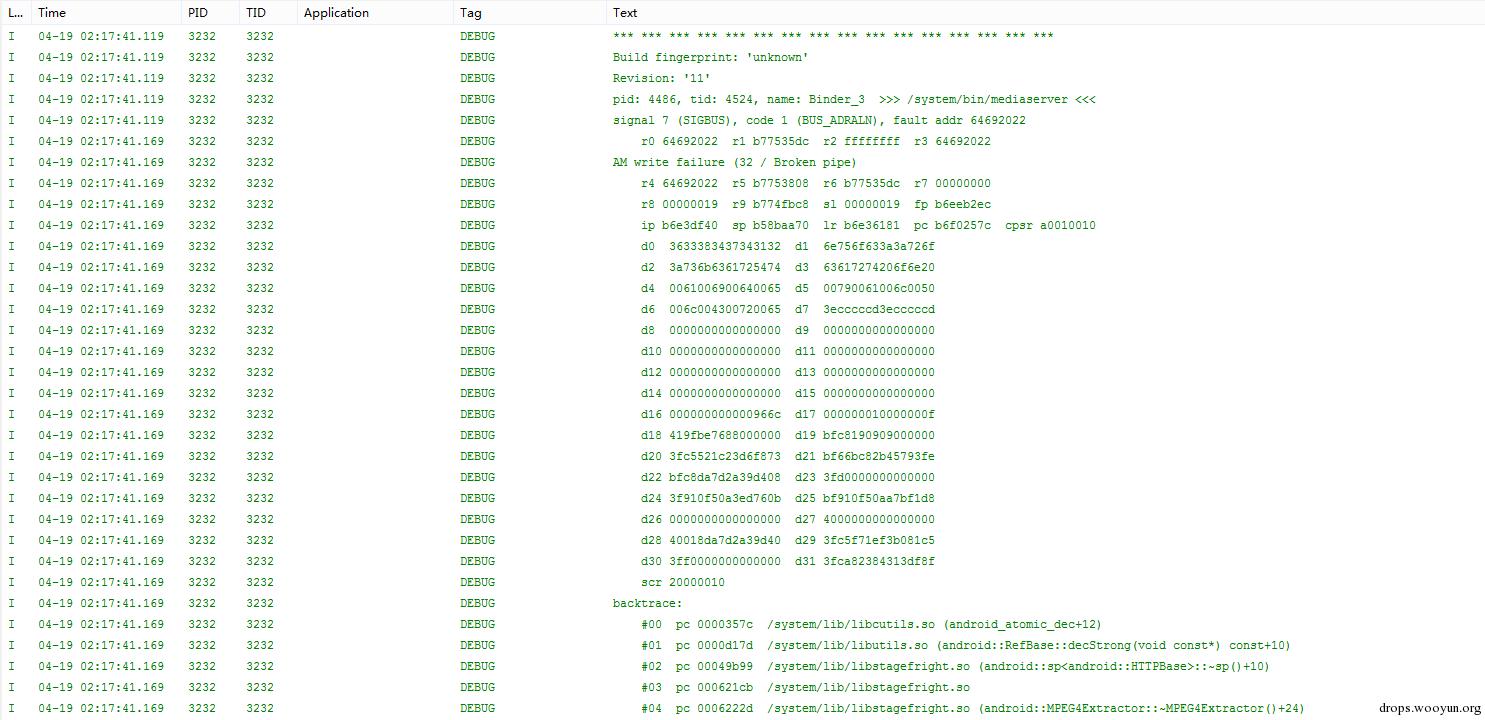 L... Time PID TID Application Tag Text
I 04-19 02:17:41.119 3232 3232 DEBUG *** *** *** *** *** *** *** *** *** *** *** *** *** *** *** ***
I 04-19 02:17:41.119 3232 3232 DEBUG Build fingerprint: 'unknown'
I 04-19 02:17:41.119 3232 3232 DEBUG Revision: '11'
I 04-19 02:17:41.119 3232 3232 DEBUG pid: 4486, tid: 4524, name: Binder_3 >>> /system/bin/mediaserver <<<
I 04-19 02:17:41.119 3232 3232 DEBUG signal 7 (SIGBUS), code 1 (BUS_ADRALN), fault addr 64692022
I 04-19 02:17:41.169 3232 3232 DEBUG r0 64692022 r1 b77535dc r2 ffffffff r3 64692022
I 04-19 02:17:41.169 3232 3232 DEBUG AM write failure (32 / Broken pipe)
I 04-19 02:17:41.169 3232 3232 DEBUG r4 64692022 r5 b7753808 r6 b77535dc r7 00000000
I 04-19 02:17:41.169 3232 3232 DEBUG r8 00000019 r9 b774fbc8 sl 00000019 fp b6eeb2ec
I 04-19 02:17:41.169 3232 3232 DEBUG ip b6e3df40 sp b58baa70 lr b6e36181 pc b6f0257c cpsr a0010010
I 04-19 02:17:41.169 3232 3232 DEBUG d0 3633383437343132 d1 6e756f633a3a726f
I 04-19 02:17:41.169 3232 3232 DEBUG d2 3a736b6361725474 d3 63617274206f6e20
I 04-19 02:17:41.169 3232 3232 DEBUG d4 0061006900640065 d5 00790061006c0050
I 04-19 02:17:41.169 3232 3232 DEBUG d6 006c004300720065 d7 3ecccccd3ecccccd
I 04-19 02:17:41.169 3232 3232 DEBUG d8 0000000000000000 d9 0000000000000000
I 04-19 02:17:41.169 3232 3232 DEBUG d10 0000000000000000 d11 0000000000000000
I 04-19 02:17:41.169 3232 3232 DEBUG d12 0000000000000000 d13 0000000000000000
I 04-19 02:17:41.169 3232 3232 DEBUG d14 0000000000000000 d15 0000000000000000
I 04-19 02:17:41.169 3232 3232 DEBUG d16 000000000000966c d17 000000010000000f
I 04-19 02:17:41.169 3232 3232 DEBUG d18 419fbe7688000000 d19 bfc8190909000000
I 04-19 02:17:41.169 3232 3232 DEBUG d20 3fc5521c23d6f873 d21 bf66bc82b45793fe
I 04-19 02:17:41.169 3232 3232 DEBUG d22 bfc8da7d2a39d408 d23 3fd0000000000000
I 04-19 02:17:41.169 3232 3232 DEBUG d24 3f910f50a3ed760b d25 bf910f50aa7bf1d8
I 04-19 02:17:41.169 3232 3232 DEBUG d26 0000000000000000 d27 4000000000000000
I 04-19 02:17:41.169 3232 3232 DEBUG d28 40018da7d2a39d40 d29 3fc5f71ef3b081c5
I 04-19 02:17:41.169 3232 3232 DEBUG d30 3ff0000000000000 d31 3fca82384313df8f
I 04-19 02:17:41.169 3232 3232 DEBUG scr 20000010
I 04-19 02:17:41.169 3232 3232 DEBUG backtrace:
I 04-19 02:17:41.169 3232 3232 DEBUG #00 pc 0000357c /system/lib/libcutils.so (android_atomic_dec+12)
I 04-19 02:17:41.169 3232 3232 DEBUG #01 pc 0000d17d /system/lib/libutils.so (android::RefBase::decStrong(void const*) const+10)
I 04-19 02:17:41.169 3232 3232 DEBUG #02 pc 00049b99 /system/lib/libstagefright.so (android::sp<android::HTTPBase>::~sp()+10)
I 04-19 02:17:41.169 3232 3232 DEBUG #03 pc 000621cb /system/lib/libstagefright.so
I 04-19 02:17:41.169 3232 3232 DEBUG #04 pc 0006222d /system/lib/libstagefright.so (android::MPEG4Extractor::~MPEG4Extractor()+24)
drops.wooyun.org